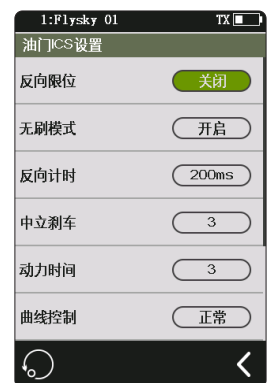 1:Flysky 01 TX
油门ICS设置
反向限位 关闭
无刷模式 开启
反向计时 200ms
中立刹车 3
动力时间 3
曲线控制 正常